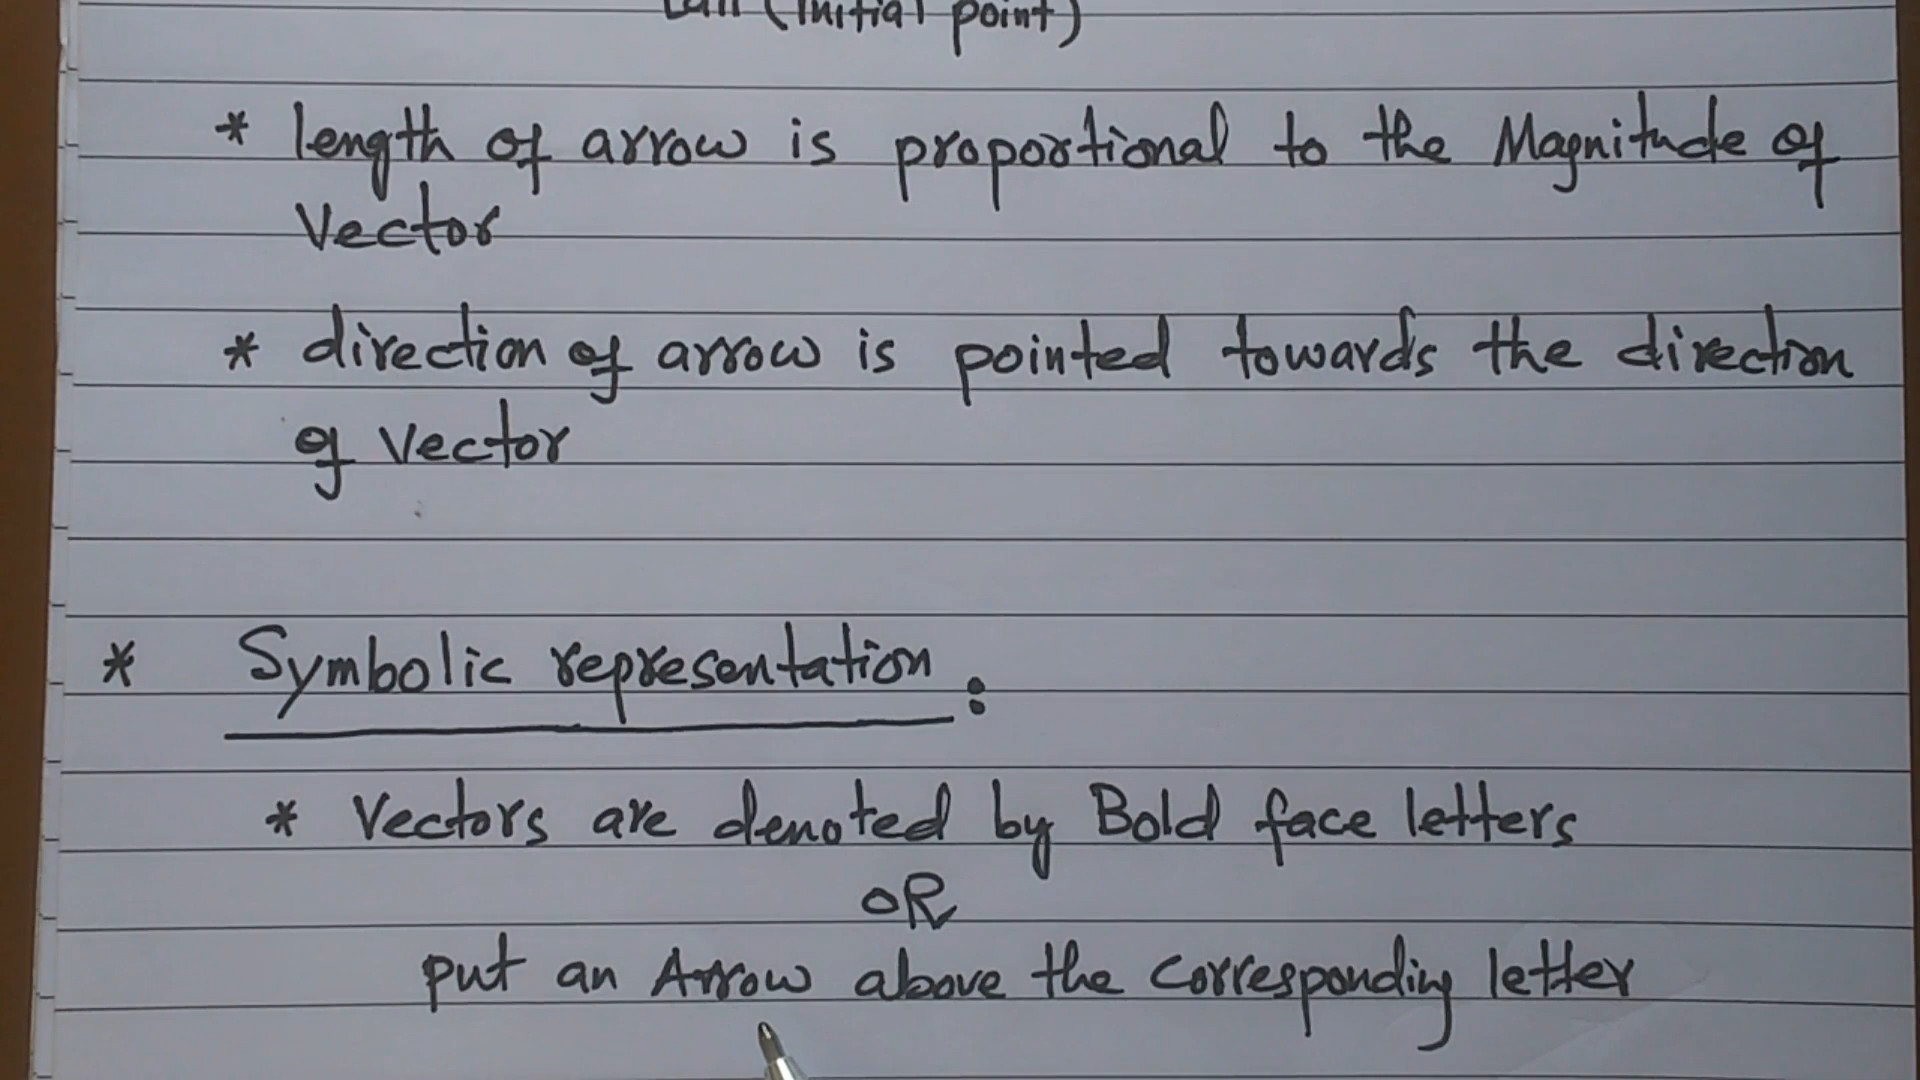 tail (initial point)
* length of arrow is proportional to the Magnitude of
Vector
* direction of arrow is pointed towards the direction
of Vector
* Symbolic representation :
* Vectors are denoted by Bold face letters
OR
put an Arrow above the corresponding letter